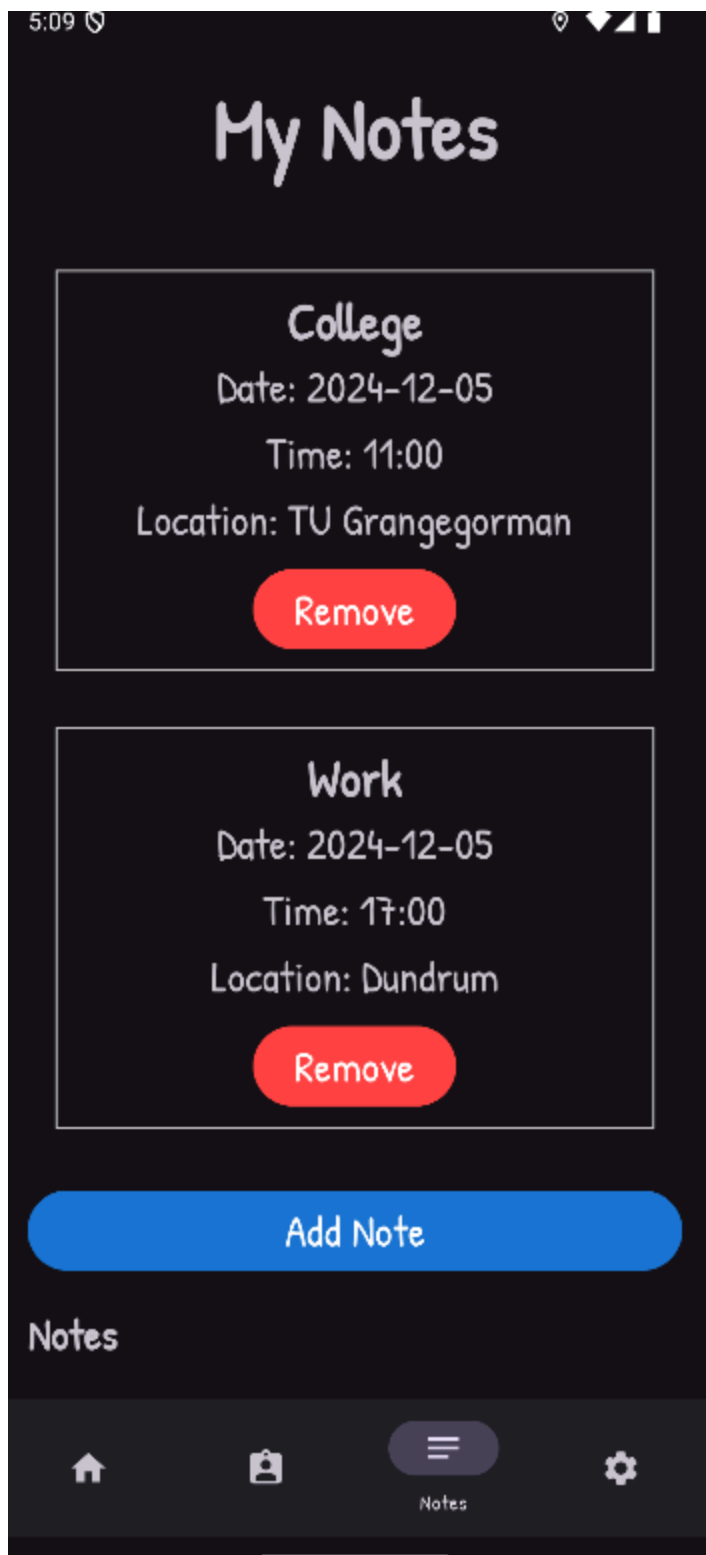 5:09
My Notes
College
Date: 2024-12-05
Time: 11:00
Location: TU Grangegorman
Remove
Work
Date: 2024-12-05
Time: 17:00
Location: Dundrum
Remove
Add Note
Notes
Notes